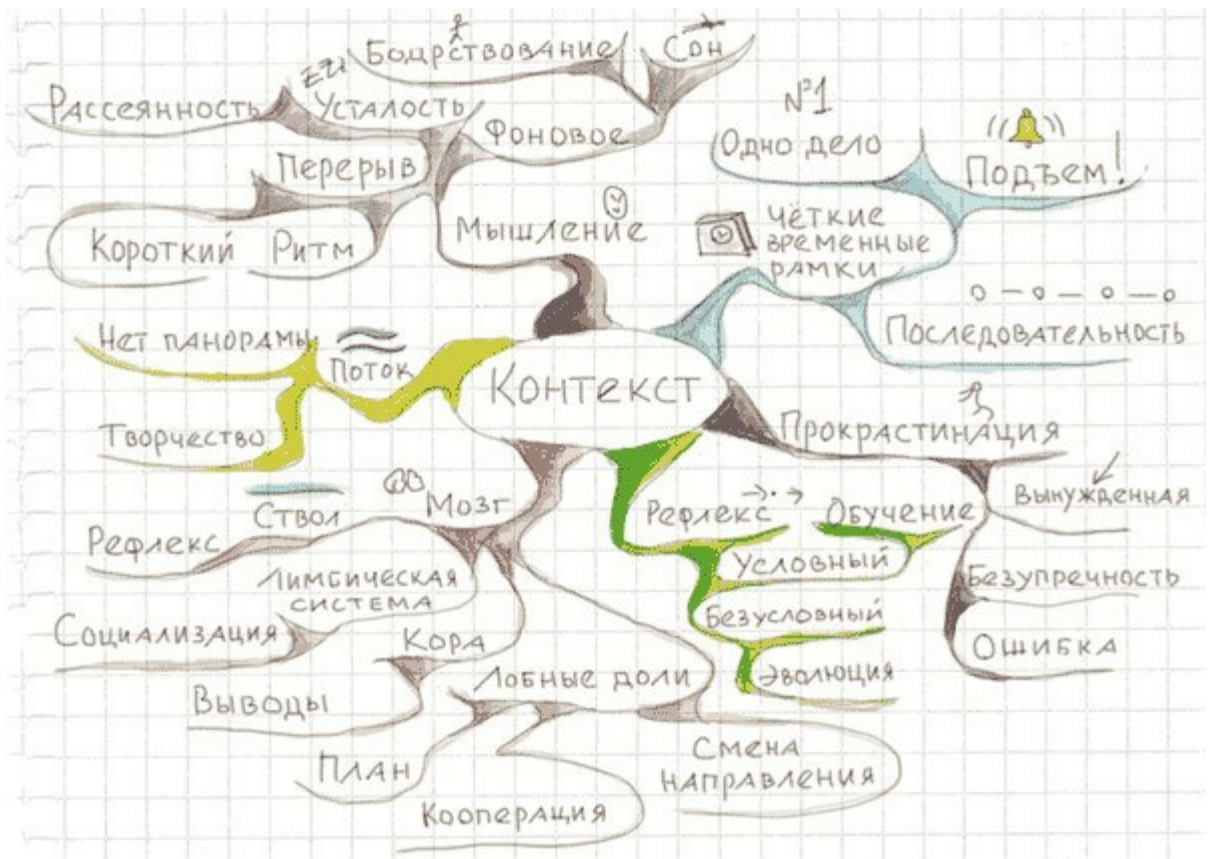 Бодрствование
Сон
Рассеянность
Усталость
Фоновое
Перерыв
Короткий
Ритм
Мышление
№1
Одно дело
Подъем!
Чёткие
временные
рамки
Последовательность
Контекст
Нет панорамы
Поток
Творчество
Прокрастинация
Вынужденная
Безупречность
Ошибка
Мозг
Ствол
Рефлекс
Лимбическая
система
Социализация
Кора
Выводы
Лобные доли
План
Кооперация
Смена
направления
Рефлекс
Обучение
Условный
Безусловный
Эволюция